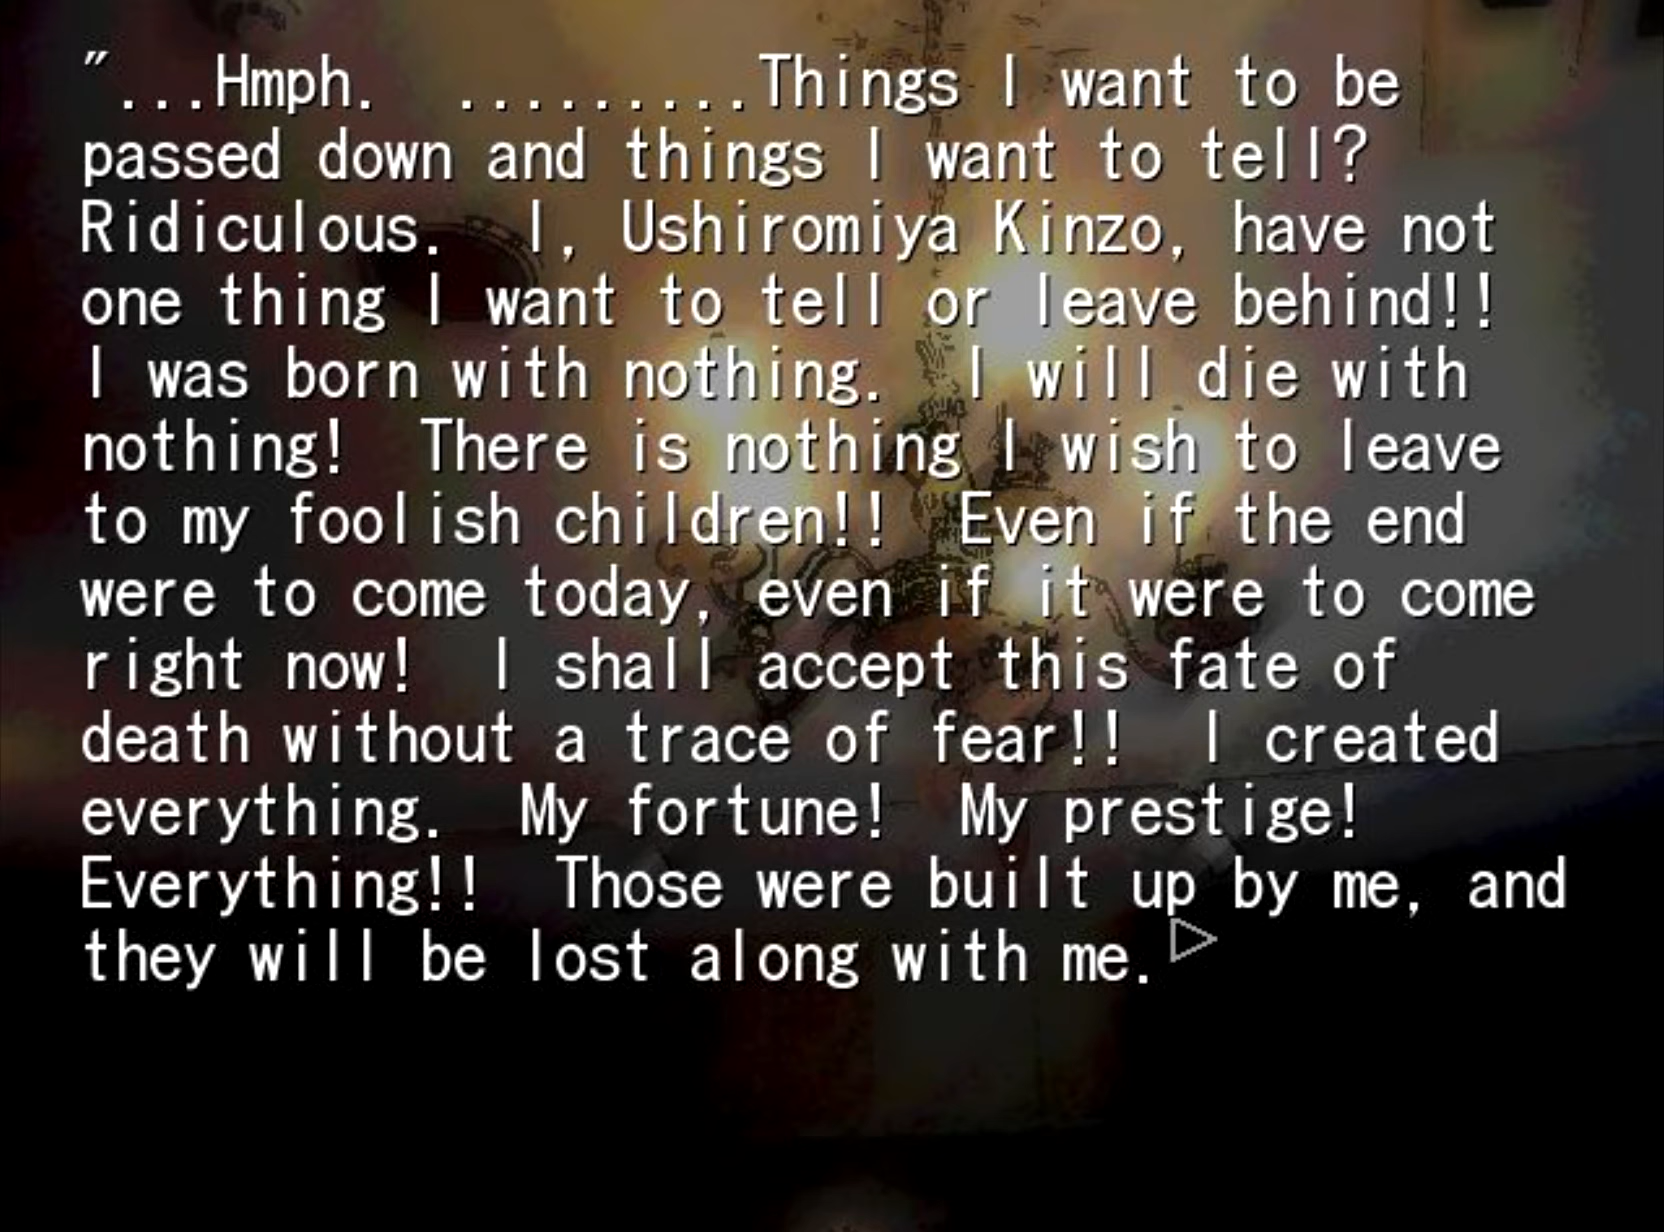 "...Hmph.  .........Things I want to be
passed down and things I want to tell?
Ridiculous.  I, Ushiromiya Kinzo, have not
one thing I want to tell or leave behind!!
I was born with nothing.  I will die with
nothing!  There is nothing I wish to leave
to my foolish children!!  Even if the end
were to come today, even if it were to come
right now!  I shall accept this fate of
death without a trace of fear!!  I created
everything.  My fortune!  My prestige!
Everything!!  Those were built up by me, and
they will be lost along with me.